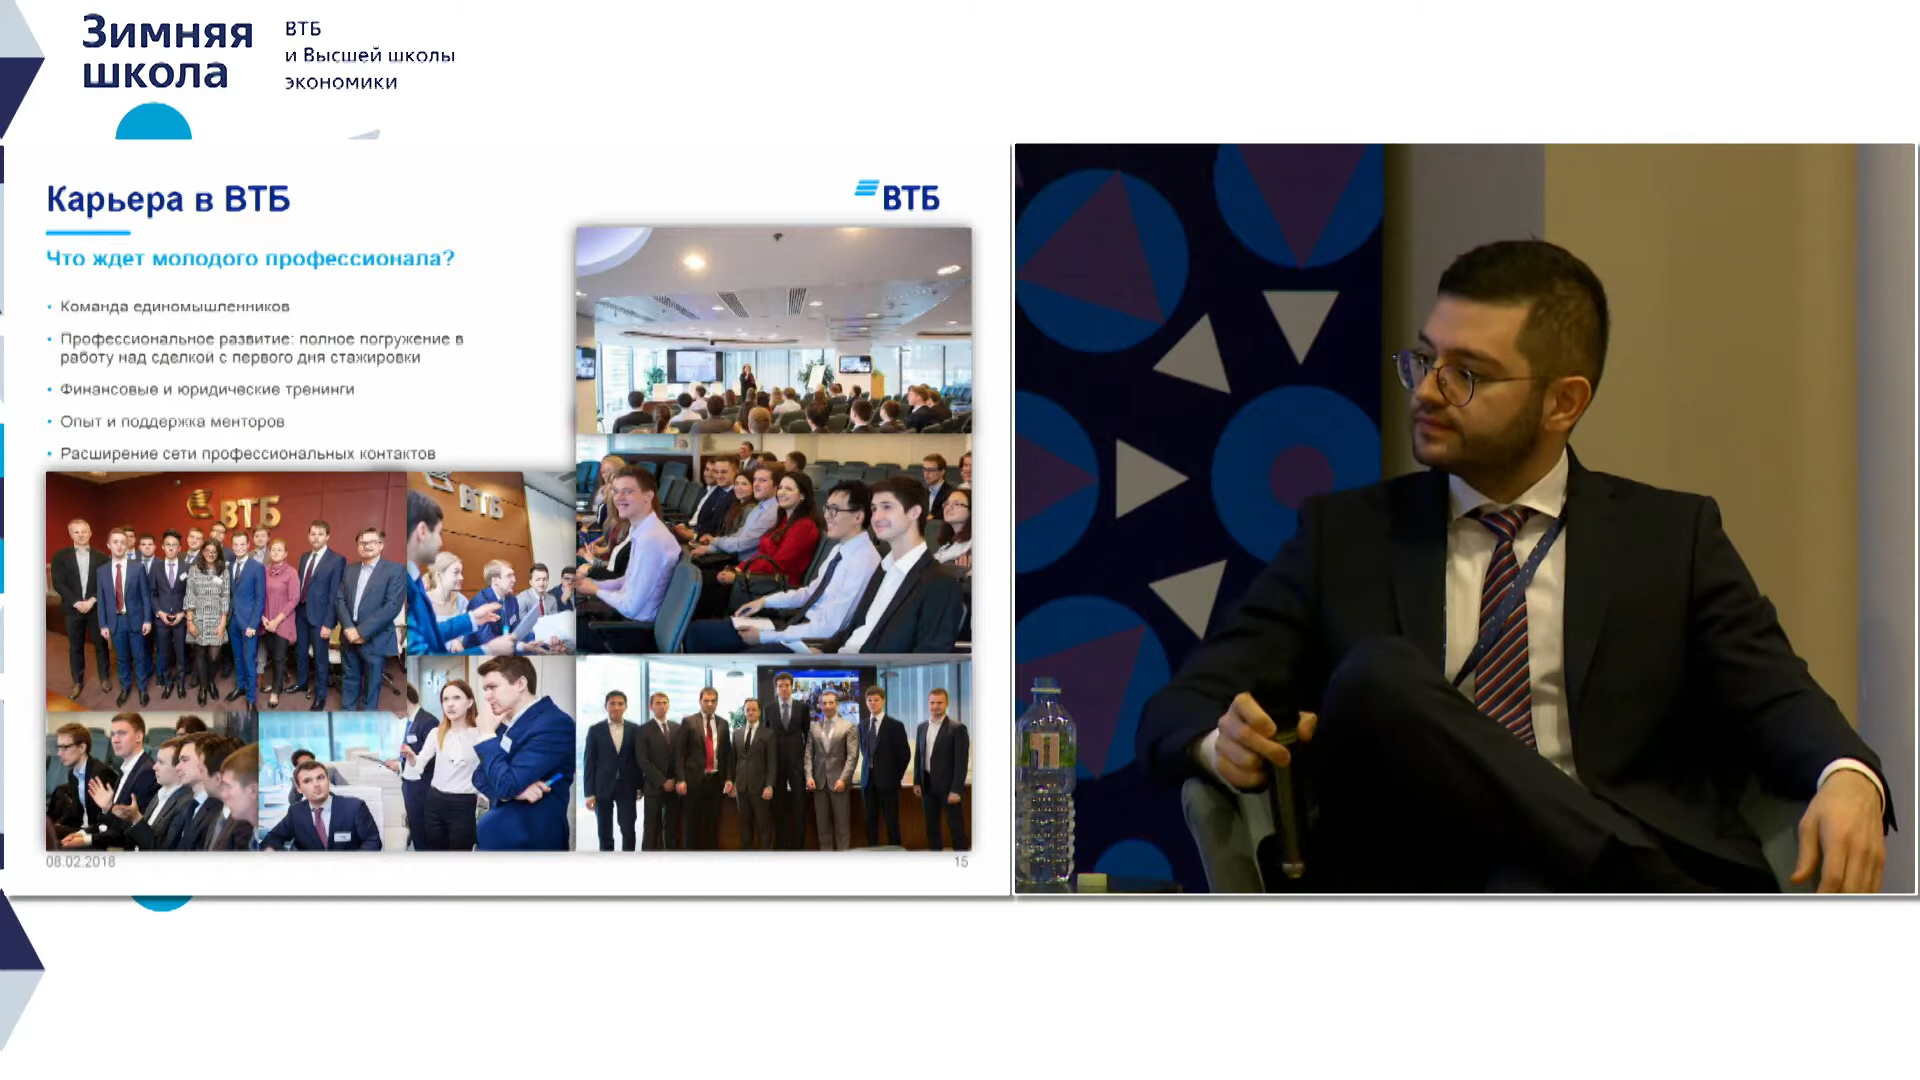 Зимняя
школа
ВТБ
и Высшей школы
экономики
Карьера в ВТБ
ВТБ
Что ждет молодого профессионала?
• Команда единомышленников
• Профессиональное развитие: полное погружение в
работу над сделкой с первого дня стажировки
• Финансовые и юридические тренинги
• Опыт и поддержка менторов
• Расширение сети профессиональных контактов
ВТБ
ВТБ
08.02.2018
15